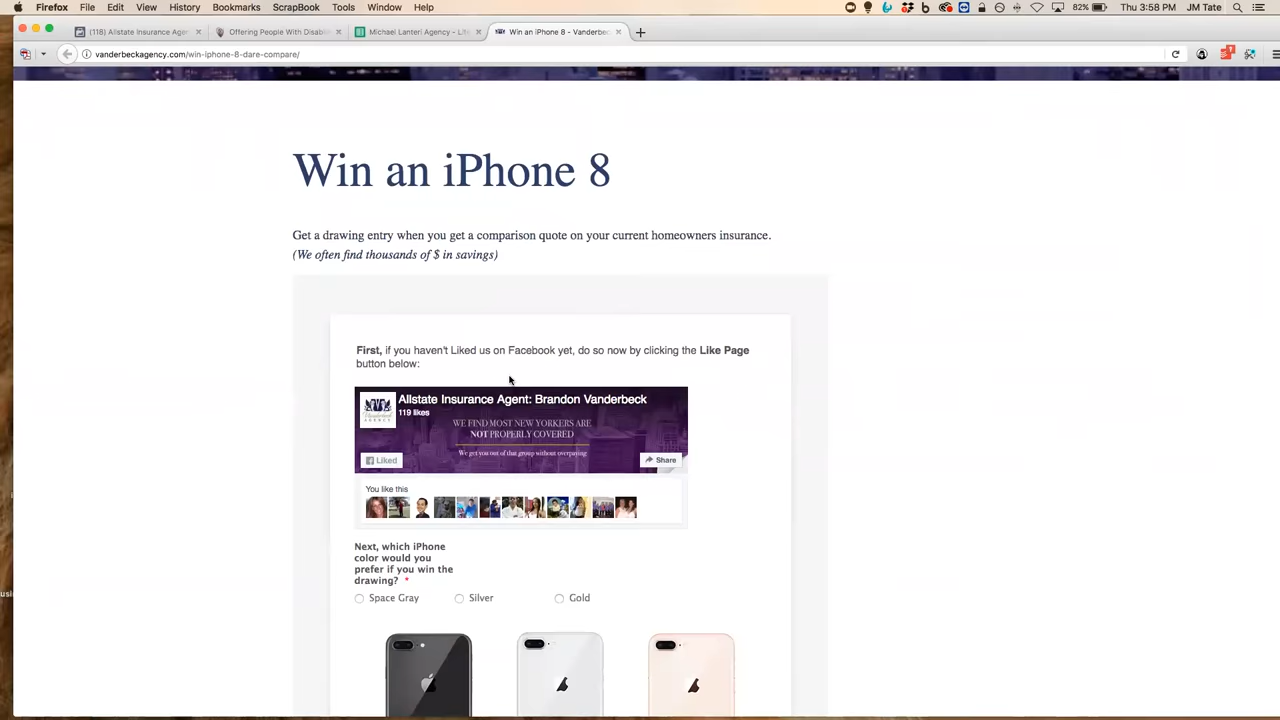 Firefox File Edit View History Bookmarks ScrapBook Tools Window Help 82% Thu 3:58 PM JM Tate
(118) Allstate Insurance Ager Offering People With Disabili Michael Lanteri Agency - Life Win an iPhone 8 - Vanderbec
vanderbeckagency.com/win-iphone-8-dare-compare/
Win an iPhone 8
Get a drawing entry when you get a comparison quote on your current homeowners insurance.
(We often find thousands of $ in savings)
First, if you haven't Liked us on Facebook yet, do so now by clicking the Like Page
button below:
Allstate Insurance Agent: Brandon Vanderbeck
119 likes
WE FIND MOST NEW YORKERS ARE
NOT PROPERLY COVERED
We get you out of that group without overpaying
Liked Share
You like this
Next, which iPhone
color would you
prefer if you win the
drawing? *
Space Gray Silver Gold